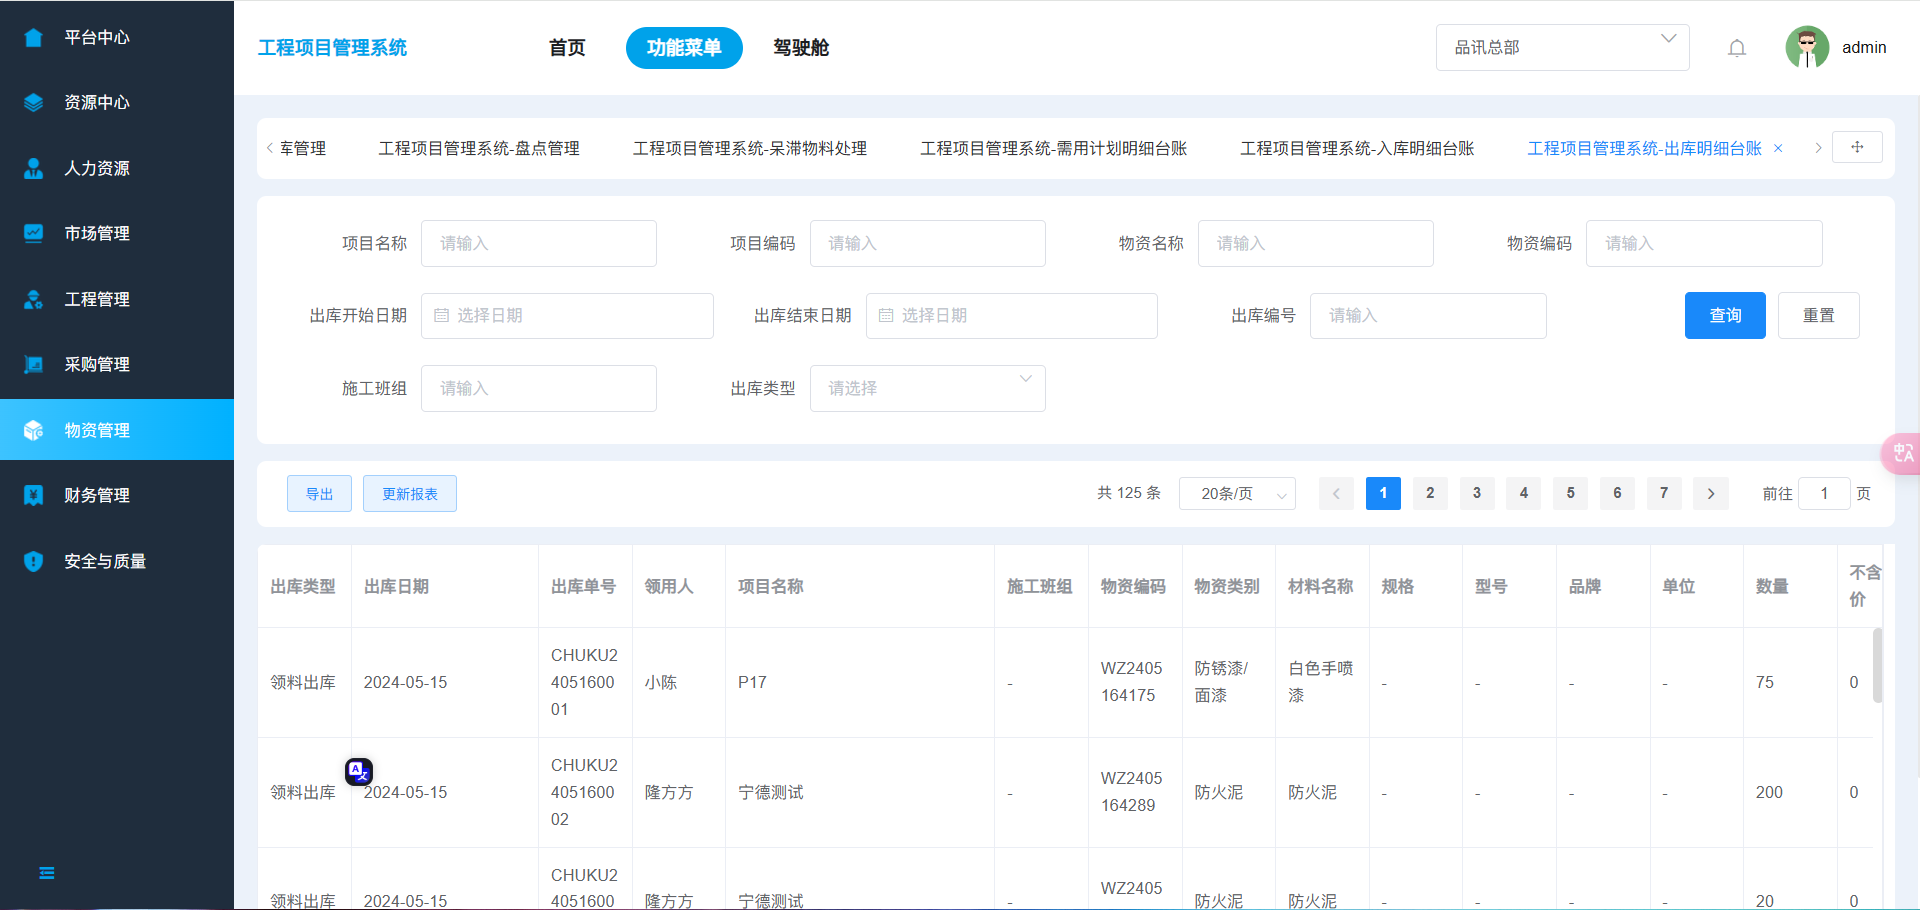 平台中心
资源中心
人力资源
市场管理
工程管理
采购管理
物资管理
财务管理
安全与质量
工程项目管理系统 首页 功能菜单 驾驶舱 品讯总部 admin
车管理 工程项目管理系统-盘点管理 工程项目管理系统-呆滞物料处理 工程项目管理系统-需用计划明细台账 工程项目管理系统-入库明细台账 工程项目管理系统-出库明细台账
项目名称 请输入 项目编码 请输入 物资名称 请输入 物资编码 请输入
出库开始日期 选择日期 出库结束日期 选择日期 出库编号 请输入 查询 重置
施工班组 请输入 出库类型 请选择
中A
导出 更新报表 共 125 条 20条/页 1 2 3 4 5 6 7 前往 1 页
出库类型 出库日期 出库单号 领用人 项目名称 施工班组 物资编码 物资类别 材料名称 规格 型号 品牌 单位 数量 不含
价
领料出库 2024-05-15 CHUKU2
4051600
01 小陈 P17 - WZ2405
164175 防锈漆/
面漆 白色手喷
漆 - - - - 75 0
领料出库 2024-05-15 CHUKU2
4051600
02 隆方方 宁德测试 - WZ2405
164289 防火泥 防火泥 - - - - 200 0
A文
领料出库 2024-05-15 CHUKU2
4051600 隆方方 宁德测试 - WZ2405
防火泥 防火泥 - - - - 20 0